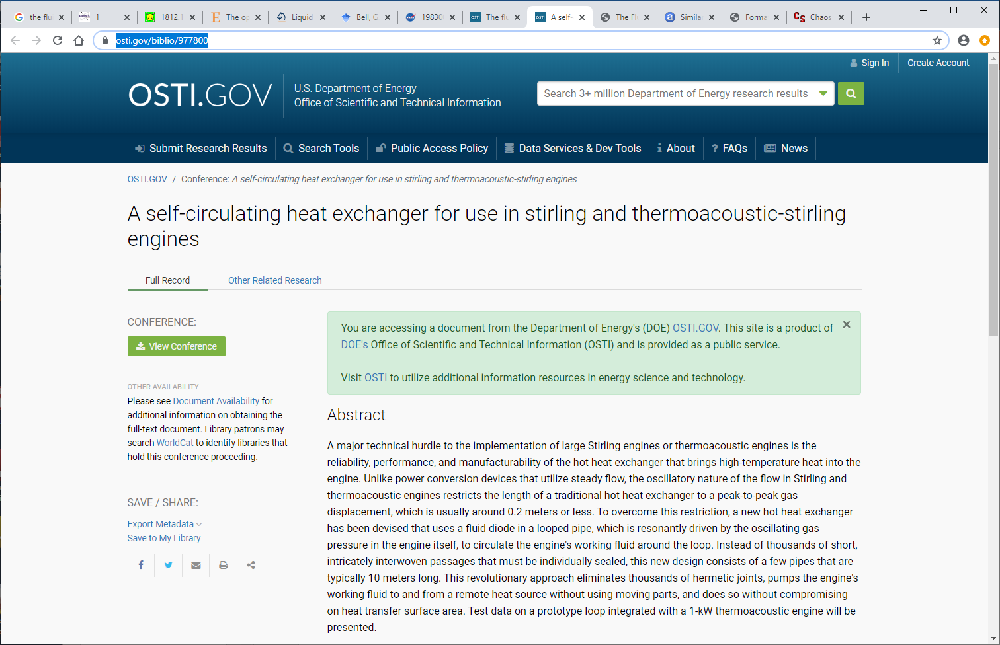 the flu
1
1812.1
The op
Liquid
Bell, G
19830
The flu
A self-
The Fl
Simila
Forma
Chaos
osti.gov/biblio/977800
Sign In
Create Account
OSTI.GOV
U.S. Department of Energy
Office of Scientific and Technical Information
Search 3+ million Department of Energy research results
Submit Research Results
Search Tools
Public Access Policy
Data Services & Dev Tools
About
FAQs
News
OSTI.GOV / Conference: A self-circulating heat exchanger for use in stirling and thermoacoustic-stirling engines
A self-circulating heat exchanger for use in stirling and thermoacoustic-stirling
engines
Full Record
Other Related Research
CONFERENCE:
View Conference
OTHER AVAILABILITY
Please see Document Availability for
additional information on obtaining the
full-text document. Library patrons may
search WorldCat to identify libraries that
hold this conference proceeding.
SAVE / SHARE:
Export Metadata
Save to My Library
You are accessing a document from the Department of Energy's (DOE) OSTI.GOV. This site is a product of
DOE's Office of Scientific and Technical Information (OSTI) and is provided as a public service.
Visit OSTI to utilize additional information resources in energy science and technology.
Abstract
A major technical hurdle to the implementation of large Stirling engines or thermoacoustic engines is the
reliability, performance, and manufacturability of the hot heat exchanger that brings high-temperature heat into the
engine. Unlike power conversion devices that utilize steady flow, the oscillatory nature of the flow in Stirling and
thermoacoustic engines restricts the length of a traditional hot heat exchanger to a peak-to-peak gas
displacement, which is usually around 0.2 meters or less. To overcome this restriction, a new hot heat exchanger
has been devised that uses a fluid diode in a looped pipe, which is resonantly driven by the oscillating gas
pressure in the engine itself, to circulate the engine's working fluid around the loop. Instead of thousands of short,
intricately interwoven passages that must be individually sealed, this new design consists of a few pipes that are
typically 10 meters long. This revolutionary approach eliminates thousands of hermetic joints, pumps the engine's
working fluid to and from a remote heat source without using moving parts, and does so without compromising
on heat transfer surface area. Test data on a prototype loop integrated with a 1-kW thermoacoustic engine will be
presented.